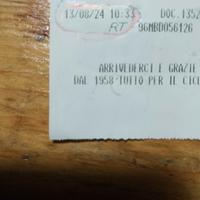 13/08/24 10:33 DOC.1352
RT 96MBD056126
ARRIVEDERCI E GRAZIE
DAL 1958 TUTTO PER IL CICL